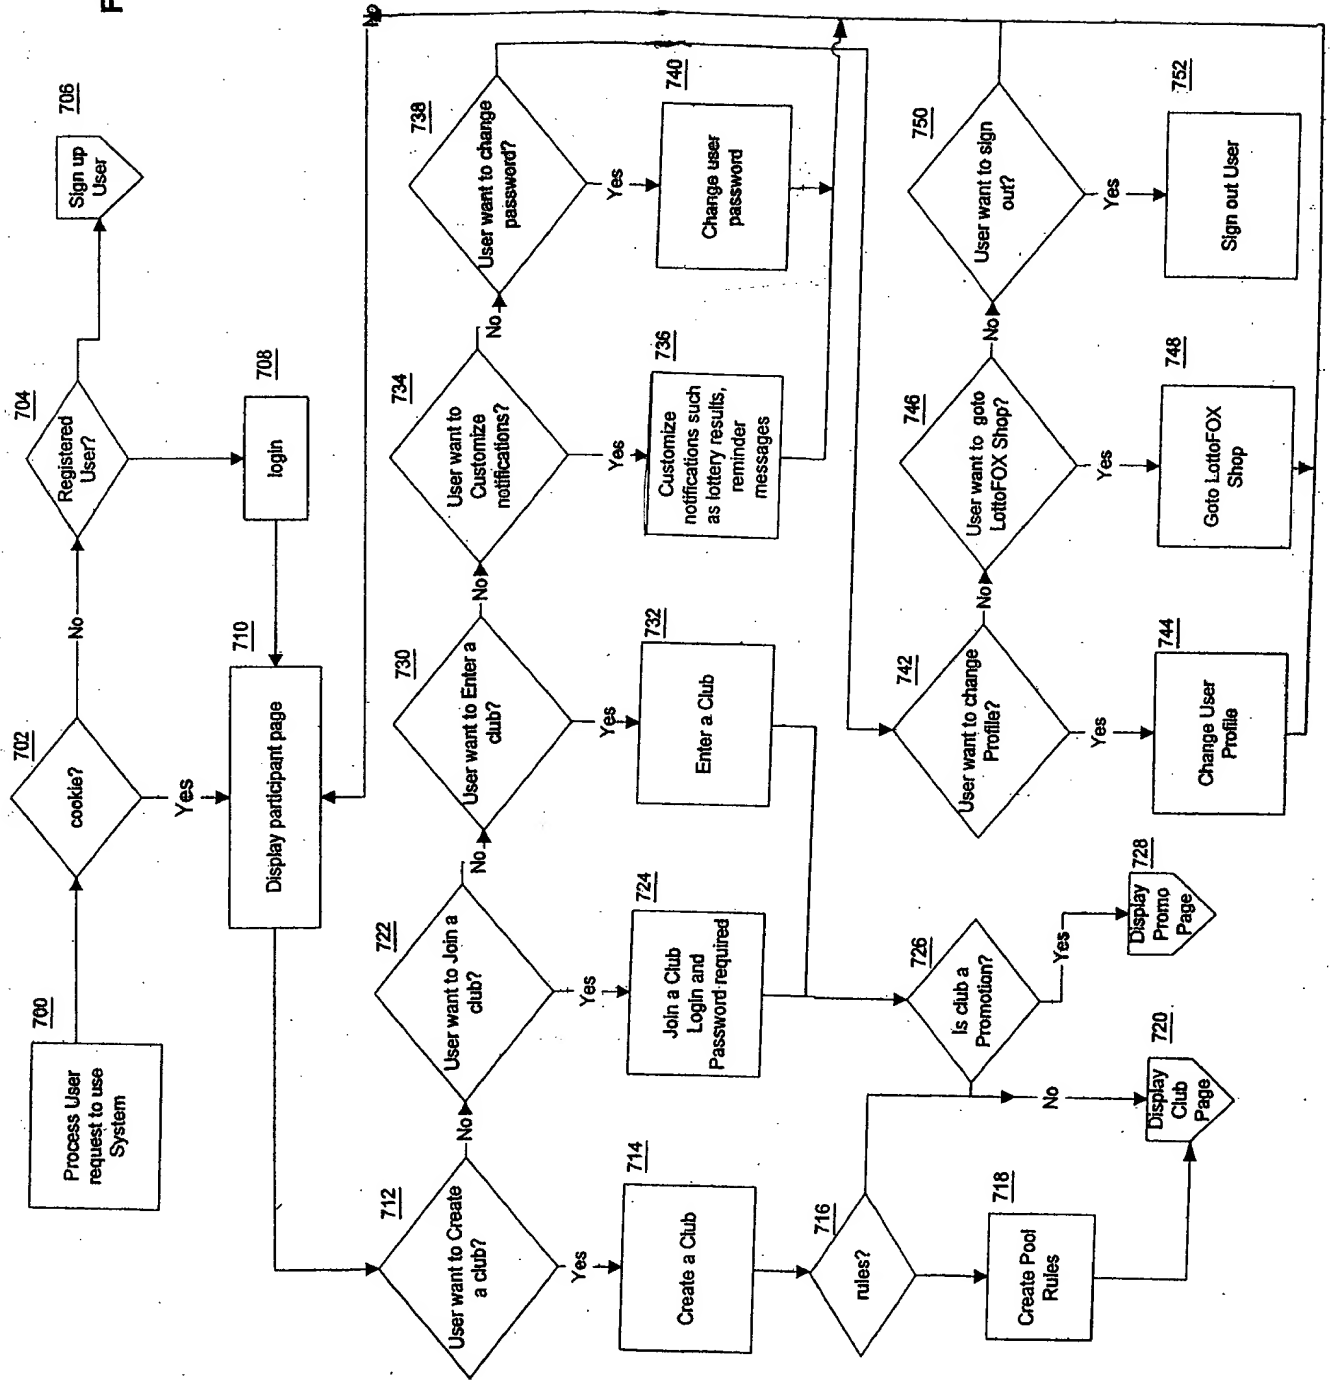 F
700
Process User
request to use
System
702
cookie?
No
Yes
704
Registered
User?
706
Sign up
User
708
login
710
Display participant page
712
User want to Create
a club?
No
Yes
714
Create a Club
716
rules?
718
Create Pool
Rules
720
Display
Club
Page
722
User want to Join a
club?
No
Yes
724
Join a Club
LogIn and
Password required
726
Is club a
Promotion?
No
Yes
728
Display
Promo
Page
730
User want to Enter a
club?
No
Yes
732
Enter a Club
734
User want to
Customize
notifications?
No
Yes
736
Customize
notifications such
as lottery results,
reminder
messages
738
User want to change
password?
Yes
740
Change user
password
742
User want to change
Profile?
No
Yes
744
Change User
Profile
746
User want to goto
LottoFOX Shop?
No
Yes
748
Goto LottoFOX
Shop
750
User want to sign
out?
No
Yes
752
Sign out User